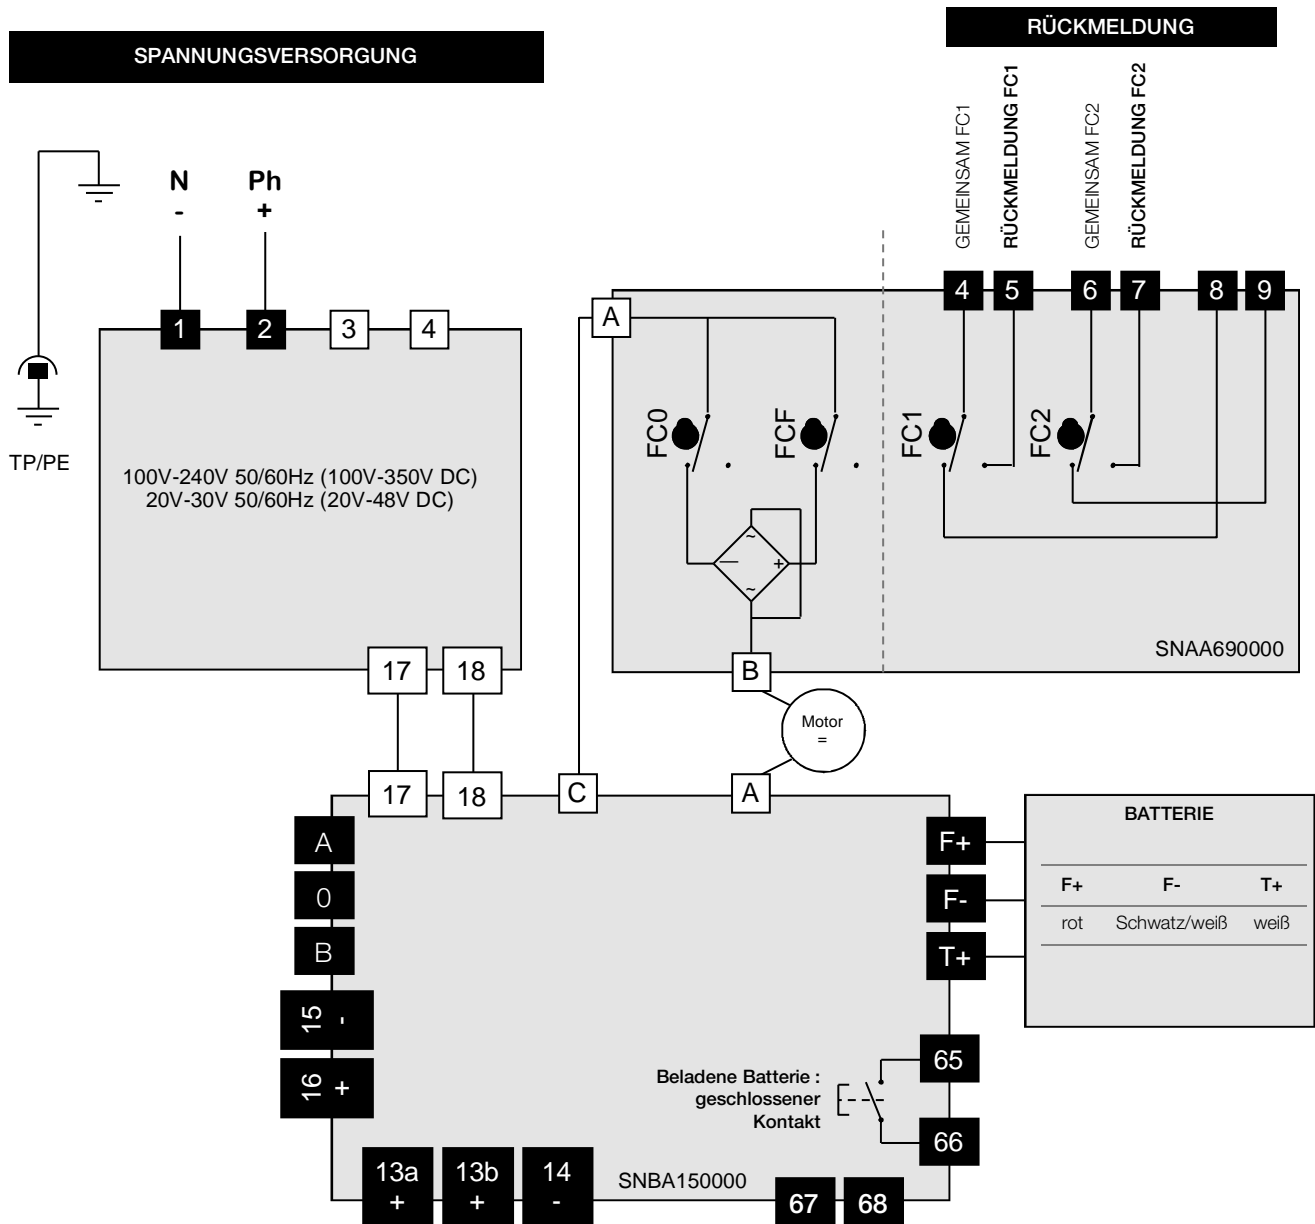 SPANNUNGSVERSORGUNG
RÜCKMELDUNG
GEMEINSAM FC1
RÜCKMELDUNG FC1
GEMEINSAM FC2
RÜCKMELDUNG FC2
N
-
Ph
+
1
2
3
4
TP/PE
100V-240V 50/60Hz (100V-350V DC)
20V-30V 50/60Hz (20V-48V DC)
17
18
A
4
5
6
7
8
9
FC0
FCF
FC1
FC2
~
—
+
~
B
SNAA690000
Motor
=
17
18
C
A
A
0
B
15 -
16 +
F+
F-
T+
BATTERIE
F+ F- T+
rot Schwatz/weiß weiß
Beladene Batterie :
geschlossener
Kontakt
65
66
13a
+
13b
+
14
-
SNBA150000
67
68